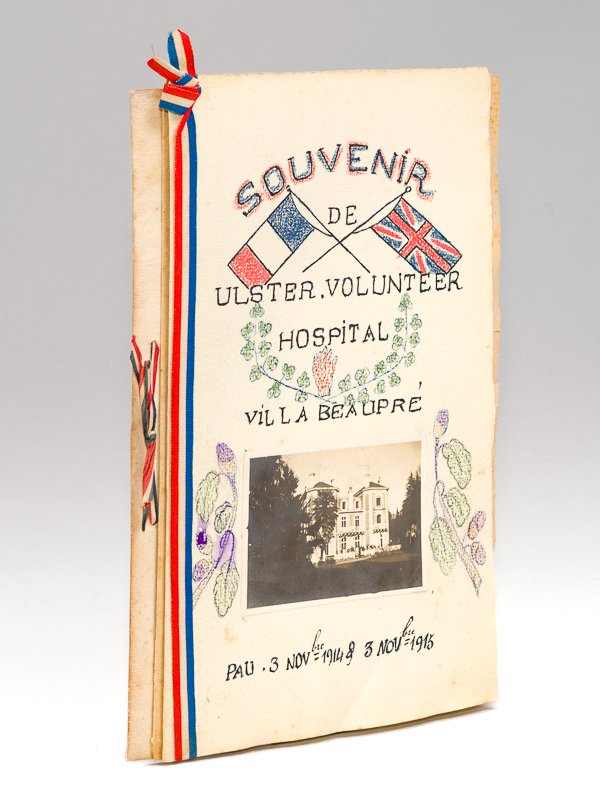 SOUVENiR
DE
ULSTER.VOLUNTEER
HOSPiTAL
ViLLA BEAUPRÉ
PAU . 3 NOVbre 1914 & 3 NOVbre 1915